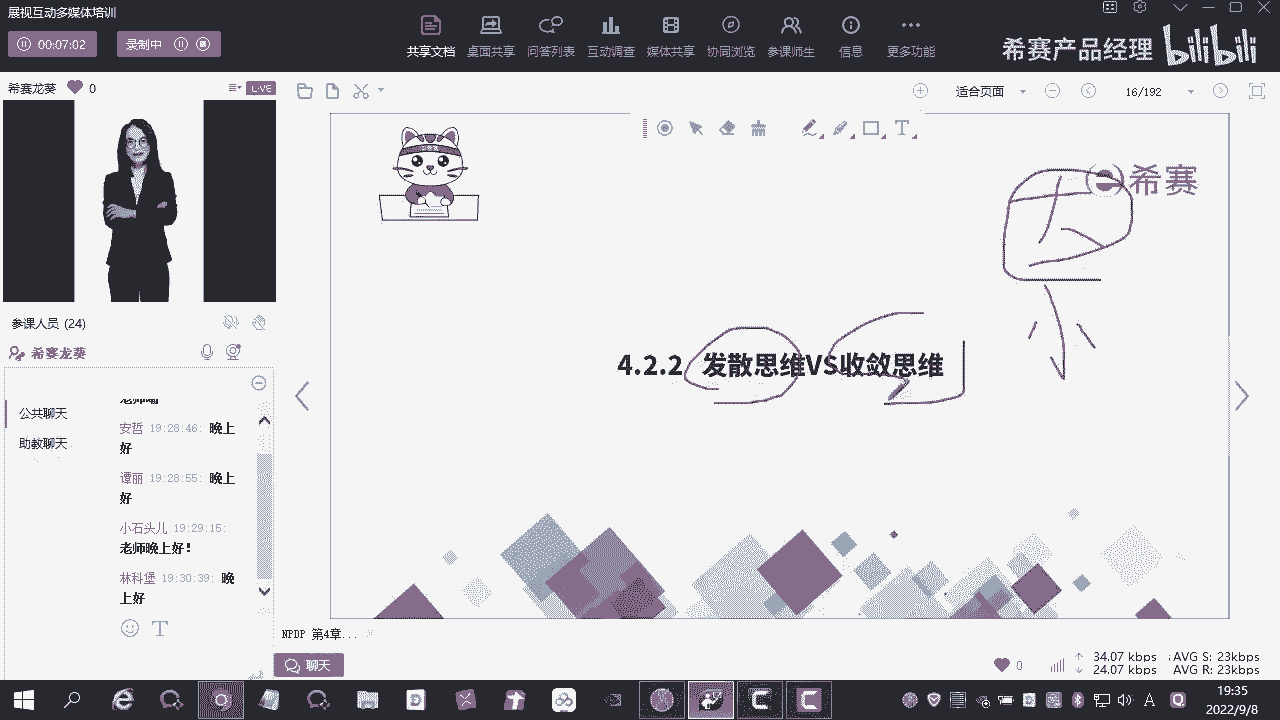 展视互动多媒体培训
00:07:02
录制中
共享文档
桌面共享
问答列表
互动调查
媒体共享
协同浏览
参课师生
信息
更多功能
希赛产品经理 bilibili
希赛龙葵 0
LIVE
适合页面
16/192
希赛
参课人员 (24)
希赛龙葵
公共聊天
助教聊天
安哲 19:28:46: 晚上
好
谭丽 19:28:55: 晚上
好
小石头儿 19:29:15:
老师晚上好!
林科堡 19:30:39: 晚
上好
4.2.2 发散思维VS收敛思维
NPDP 第4章...
聊天
0
34.07 kbps AVG S: 23kbps
24.07 kbps AVG R: 23kbps
19:35
2022/9/8